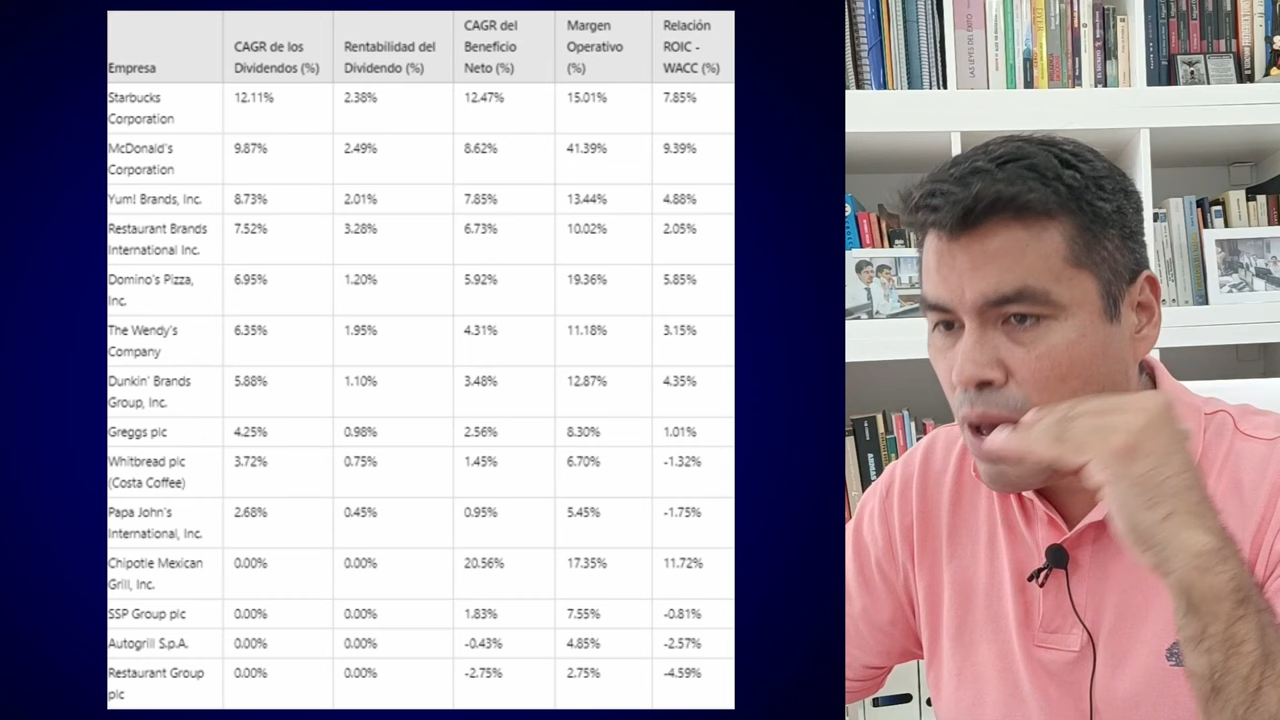 Empresa
CAGR de los
Dividendos (%)
Rentabilidad del
Dividendo (%)
CAGR del
Beneficio
Neto (%)
Margen
Operativo
(%)
Relación
ROIC -
WACC (%)
Starbucks
Corporation
12.11% 2.38% 12.47% 15.01% 7.85%
McDonald's
Corporation
9.87% 2.49% 8.62% 41.39% 9.39%
Yum! Brands, Inc. 8.73% 2.01% 7.85% 13.44% 4.88%
Restaurant Brands
International Inc.
7.52% 3.28% 6.73% 10.02% 2.05%
Domino's Pizza,
Inc.
6.95% 1.20% 5.92% 19.36% 5.85%
The Wendy's
Company
6.35% 1.95% 4.31% 11.18% 3.15%
Dunkin' Brands
Group, Inc.
5.88% 1.10% 3.48% 12.87% 4.35%
Greggs plc 4.25% 0.98% 2.56% 8.30% 1.01%
Whitbread plc
(Costa Coffee)
3.72% 0.75% 1.45% 6.70% -1.32%
Papa John's
International, Inc.
2.68% 0.45% 0.95% 5.45% -1.75%
Chipotle Mexican
Grill, Inc.
0.00% 0.00% 20.56% 17.35% 11.72%
SSP Group plc 0.00% 0.00% 1.83% 7.55% -0.81%
Autogrill S.p.A. 0.00% 0.00% -0.43% 4.85% -2.57%
Restaurant Group
plc
0.00% 0.00% -2.75% 2.75% -4.59%
LAS LEYES DEL ÉXITO